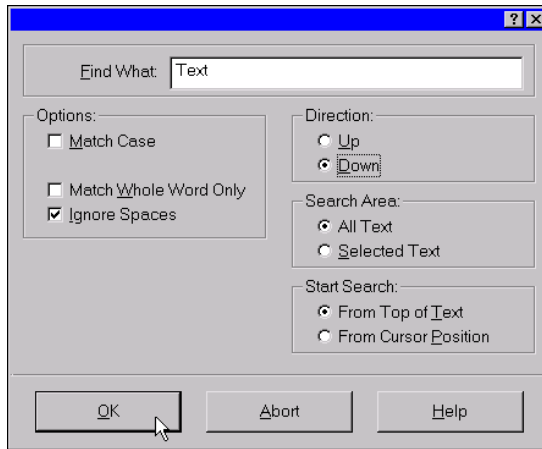 Find What: Text
Options:
Match Case
Match Whole Word Only
Ignore Spaces
Direction:
Up
Down
Search Area:
All Text
Selected Text
Start Search:
From Top of Text
From Cursor Position
OK Abort Help